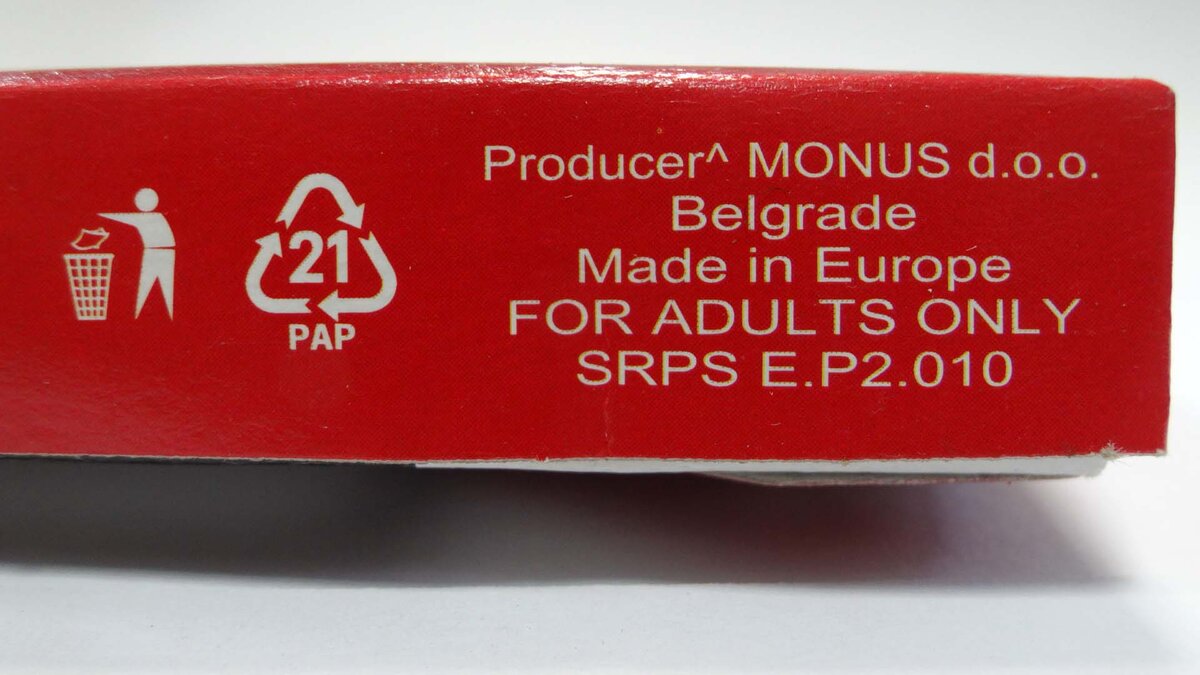 21
PAP
Producer^ MONUS d.o.o.
Belgrade
Made in Europe
FOR ADULTS ONLY
SRPS E.P2.010